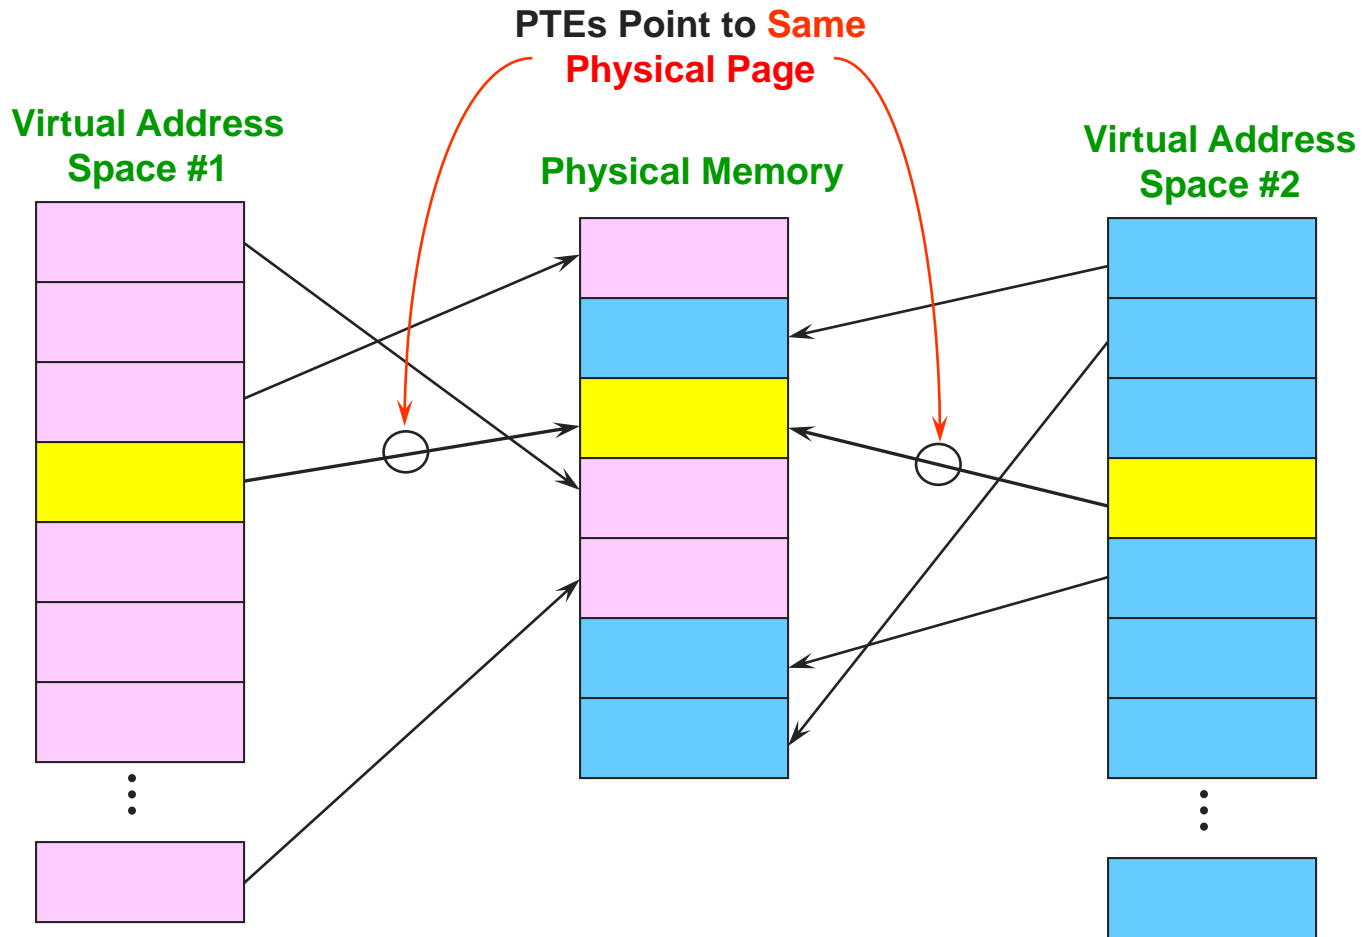 PTEs Point to Same
Physical Page
Virtual Address
Space #1
Physical Memory
Virtual Address
Space #2